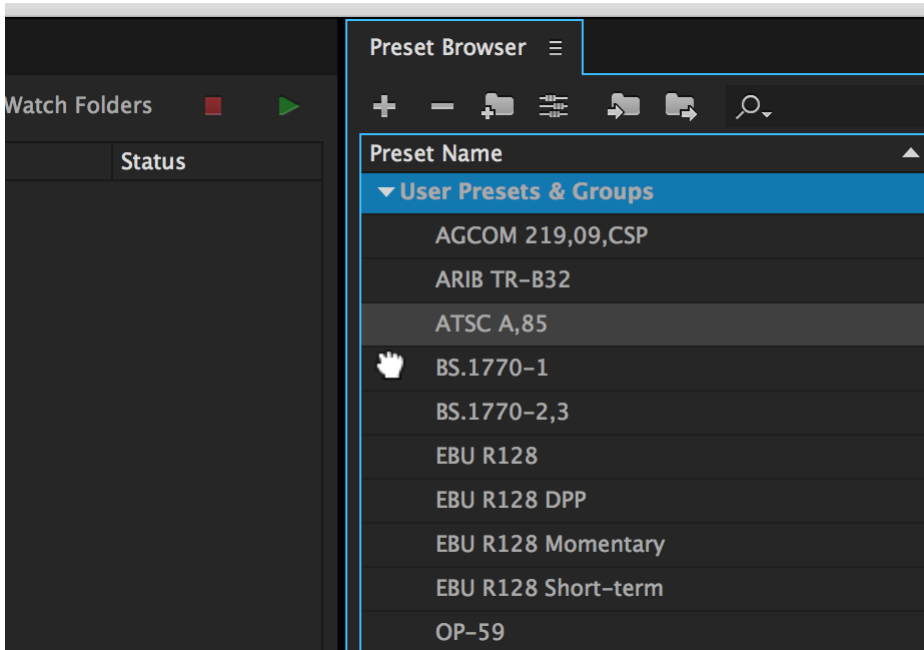 Preset Browser
Watch Folders
Status
Preset Name
User Presets & Groups
AGCOM 219,09,CSP
ARIB TR-B32
ATSC A,85
BS.1770-1
BS.1770-2,3
EBU R128
EBU R128 DPP
EBU R128 Momentary
EBU R128 Short-term
OP-59